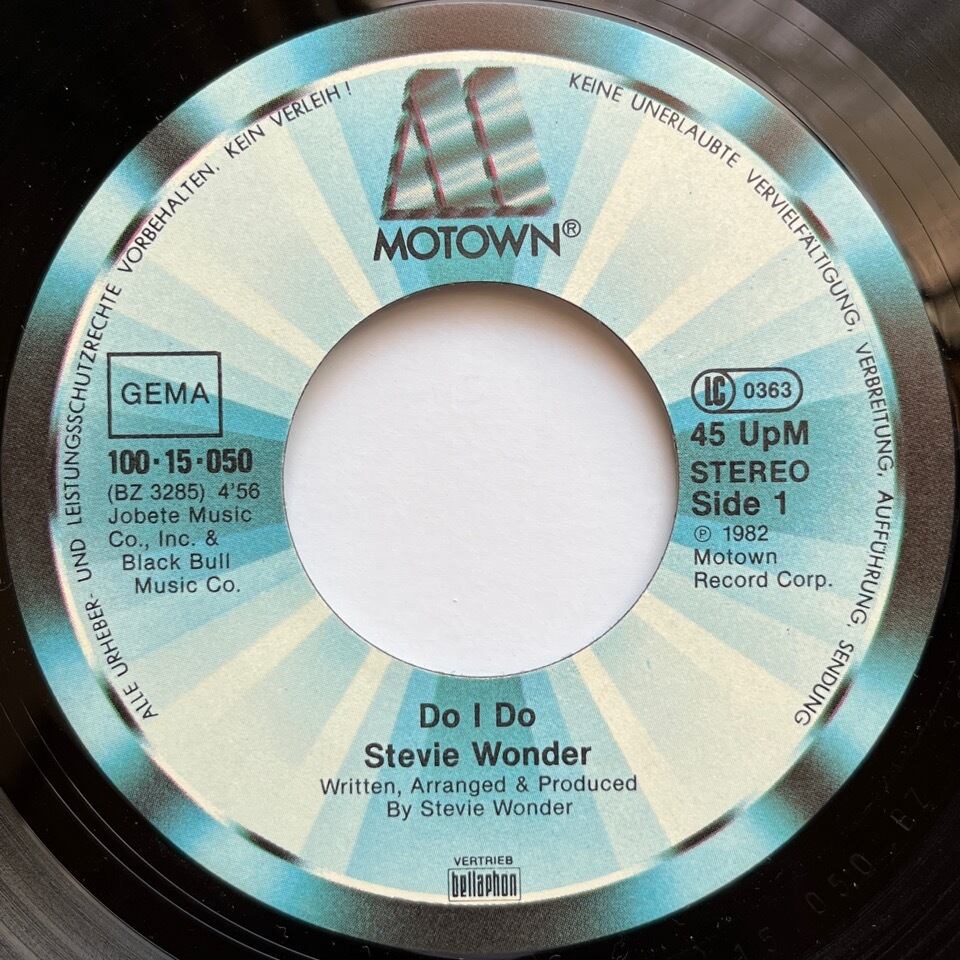 ALLE URHEBER- UND LEISTUNGSSCHUTZRECHTE VORBEHALTEN. KEIN VERLEIH!
KEINE UNERLAUBTE VERVIELFÄLTIGUNG, VERBREITUNG, AUFFÜHRUNG, SENDUNG
MOTOWN®
GEMA
100·15·050
(BZ 3285) 4'56
Jobete Music
Co., Inc. &
Black Bull
Music Co.
LC 0363
45 UpM
STEREO
Side 1
℗ 1982
Motown
Record Corp.
Do I Do
Stevie Wonder
Written, Arranged & Produced
By Stevie Wonder
VERTRIEB
bellaphon